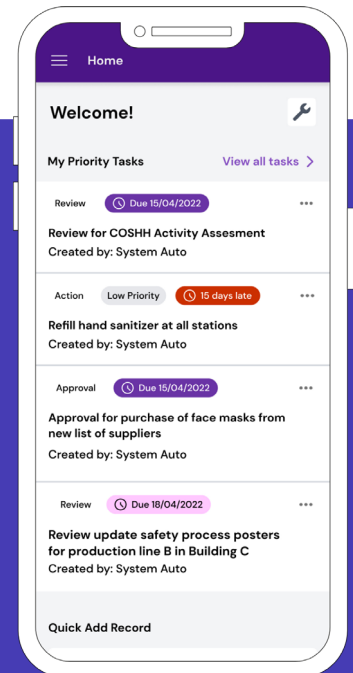 Home
Welcome!
My Priority Tasks View all tasks >
Review Due 15/04/2022
Review for COSHH Activity Assesment
Created by: System Auto
Action Low Priority 15 days late
Refill hand sanitizer at all stations
Created by: System Auto
Approval Due 15/04/2022
Approval for purchase of face masks from
new list of suppliers
Created by: System Auto
Review Due 18/04/2022
Review update safety process posters
for production line B in Building C
Created by: System Auto
Quick Add Record